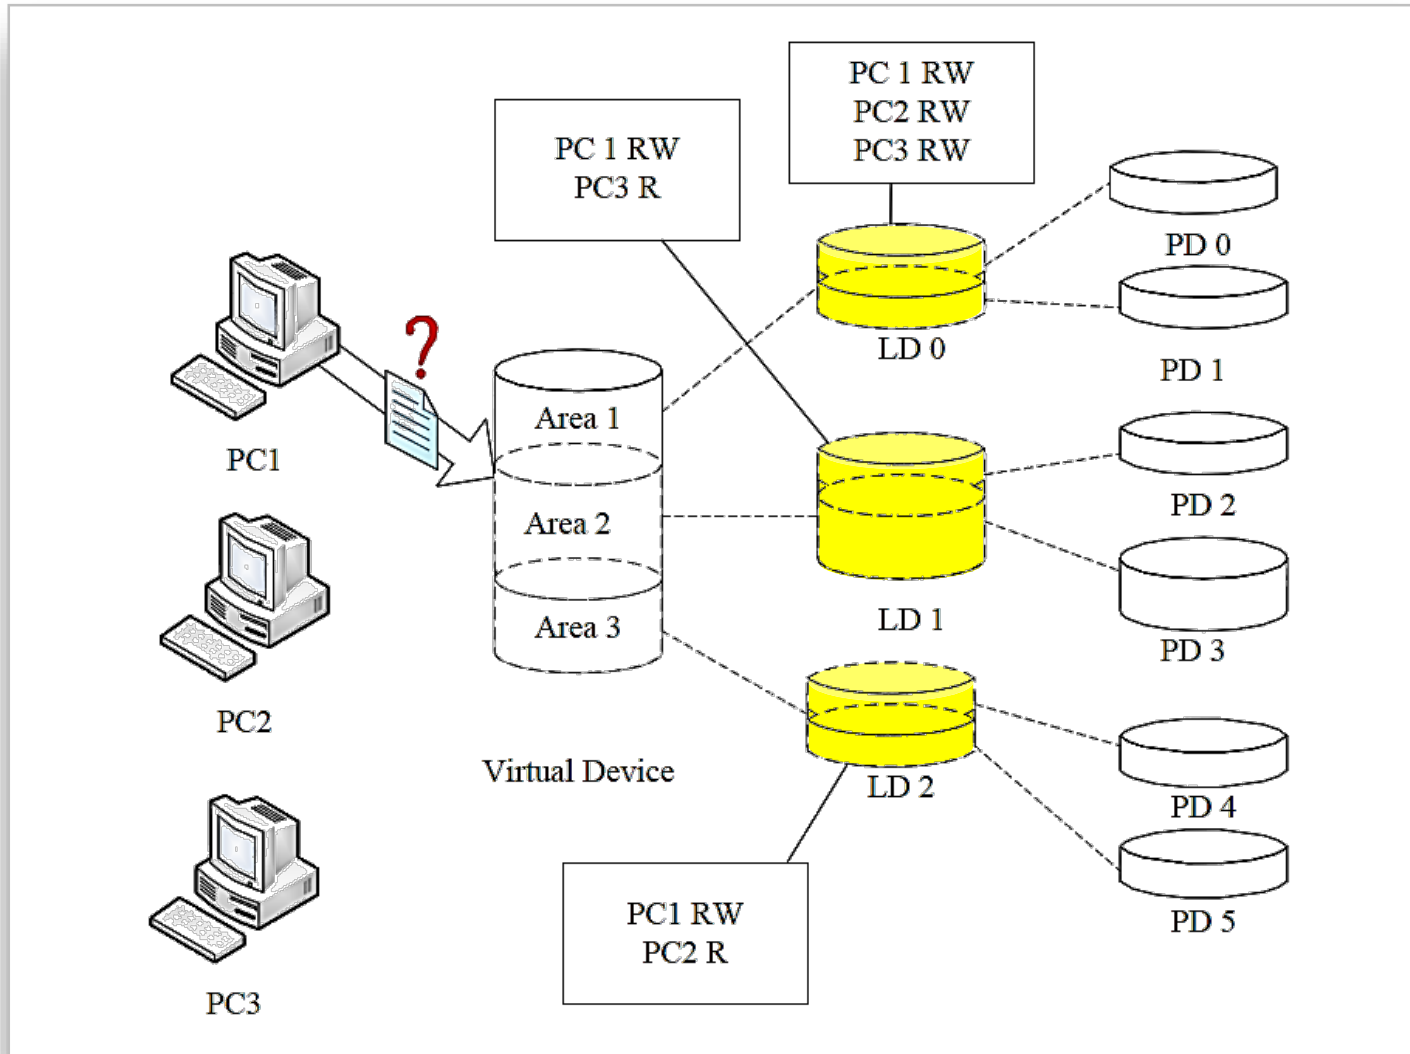 PC 1 RW
PC2 RW
PC3 RW
PC 1 RW
PC3 R
PD 0
LD 0
PD 1
?
Area 1
PC1
PD 2
Area 2
LD 1
Area 3
PD 3
PC2
Virtual Device
LD 2
PD 4
PC1 RW
PC2 R
PD 5
PC3